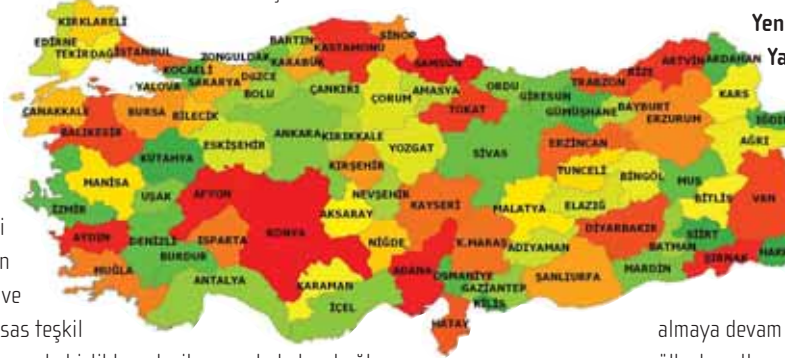 Yen
Ya
KIRKLARELİ
EDİRNE
TEKİRDAĞ
İSTANBUL
KOCAELİ
YALOVA
SAKARYA
DÜZCE
ZONGULDAK
BARTIN
KARABÜK
KASTAMONU
SİNOP
SAMSUN
BOLU
ÇANKIRI
ÇORUM
AMASYA
TOKAT
ORDU
GİRESUN
GÜMÜŞHANE
TRABZON
RİZE
ARTVİN
ARDAHAN
BAYBURT
ERZURUM
KARS
IĞDIR
AĞRI
ÇANAKKALE
BALIKESİR
BURSA
BİLECİK
ESKİŞEHİR
ANKARA
KIRIKKALE
YOZGAT
SİVAS
ERZİNCAN
TUNCELİ
BİNGÖL
MUŞ
BİTLİS
VAN
KÜTAHYA
MANİSA
UŞAK
AFYON
İZMİR
KIRŞEHİR
NEVŞEHİR
KAYSERİ
MALATYA
ELAZIĞ
DİYARBAKIR
BATMAN
SİİRT
HAK
ŞIRNAK
AYDIN
DENİZLİ
ISPARTA
BURDUR
KONYA
AKSARAY
NİĞDE
K.MARAŞ
ADIYAMAN
ŞANLIURFA
MARDİN
MUĞLA
ANTALYA
KARAMAN
İÇEL
ADANA
OSMANİYE
GAZİANTEP
KİLİS
HATAY
i
n
ve
sas teşkil
almaya devam